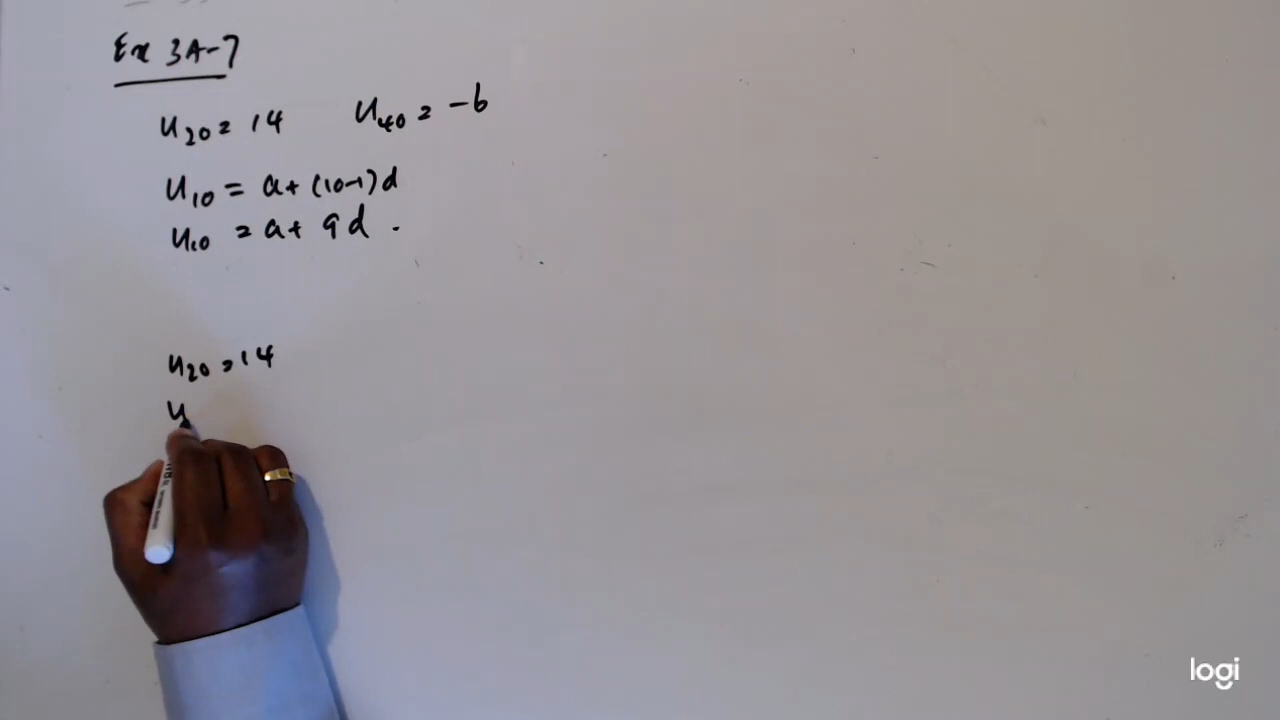 Ex 3A-7
u20 = 14 u40 = -6
u10 = a + (10-1)d
u10 = a + 9d.
u20 = 14
u
logi